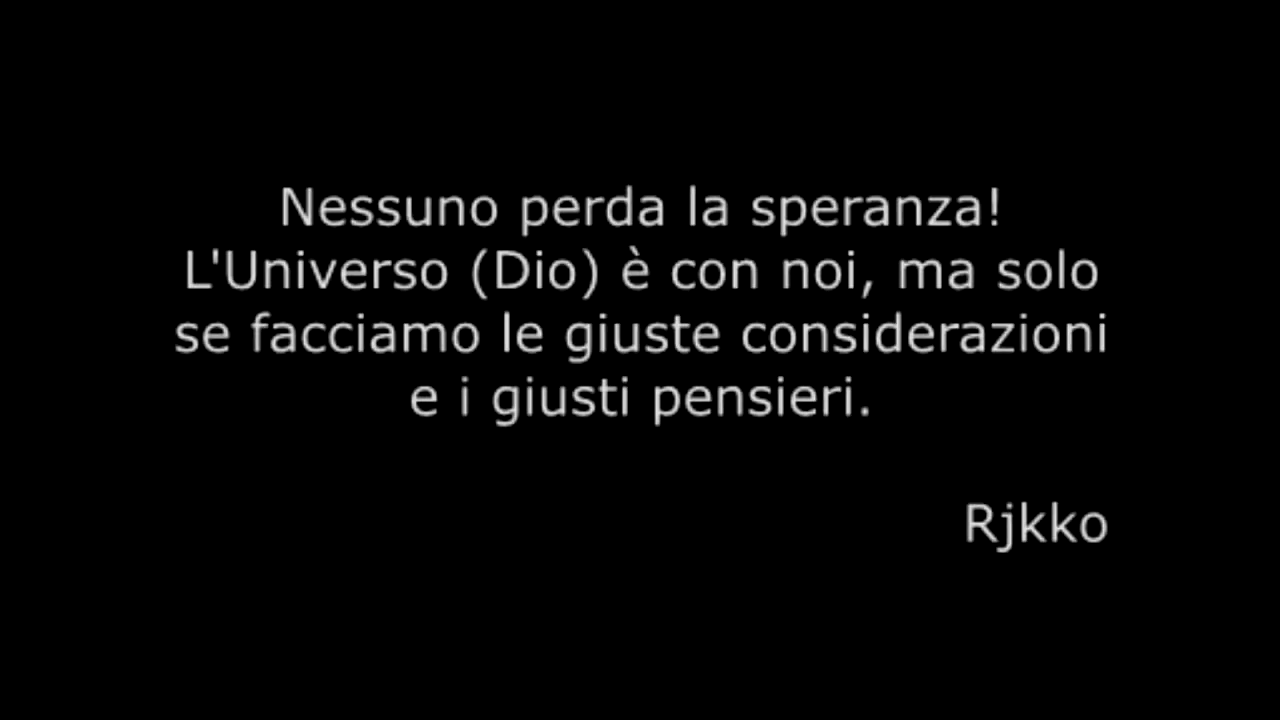 Nessuno perda la speranza!
L'Universo (Dio) è con noi, ma solo
se facciamo le giuste considerazioni
e i giusti pensieri.
Rjkko